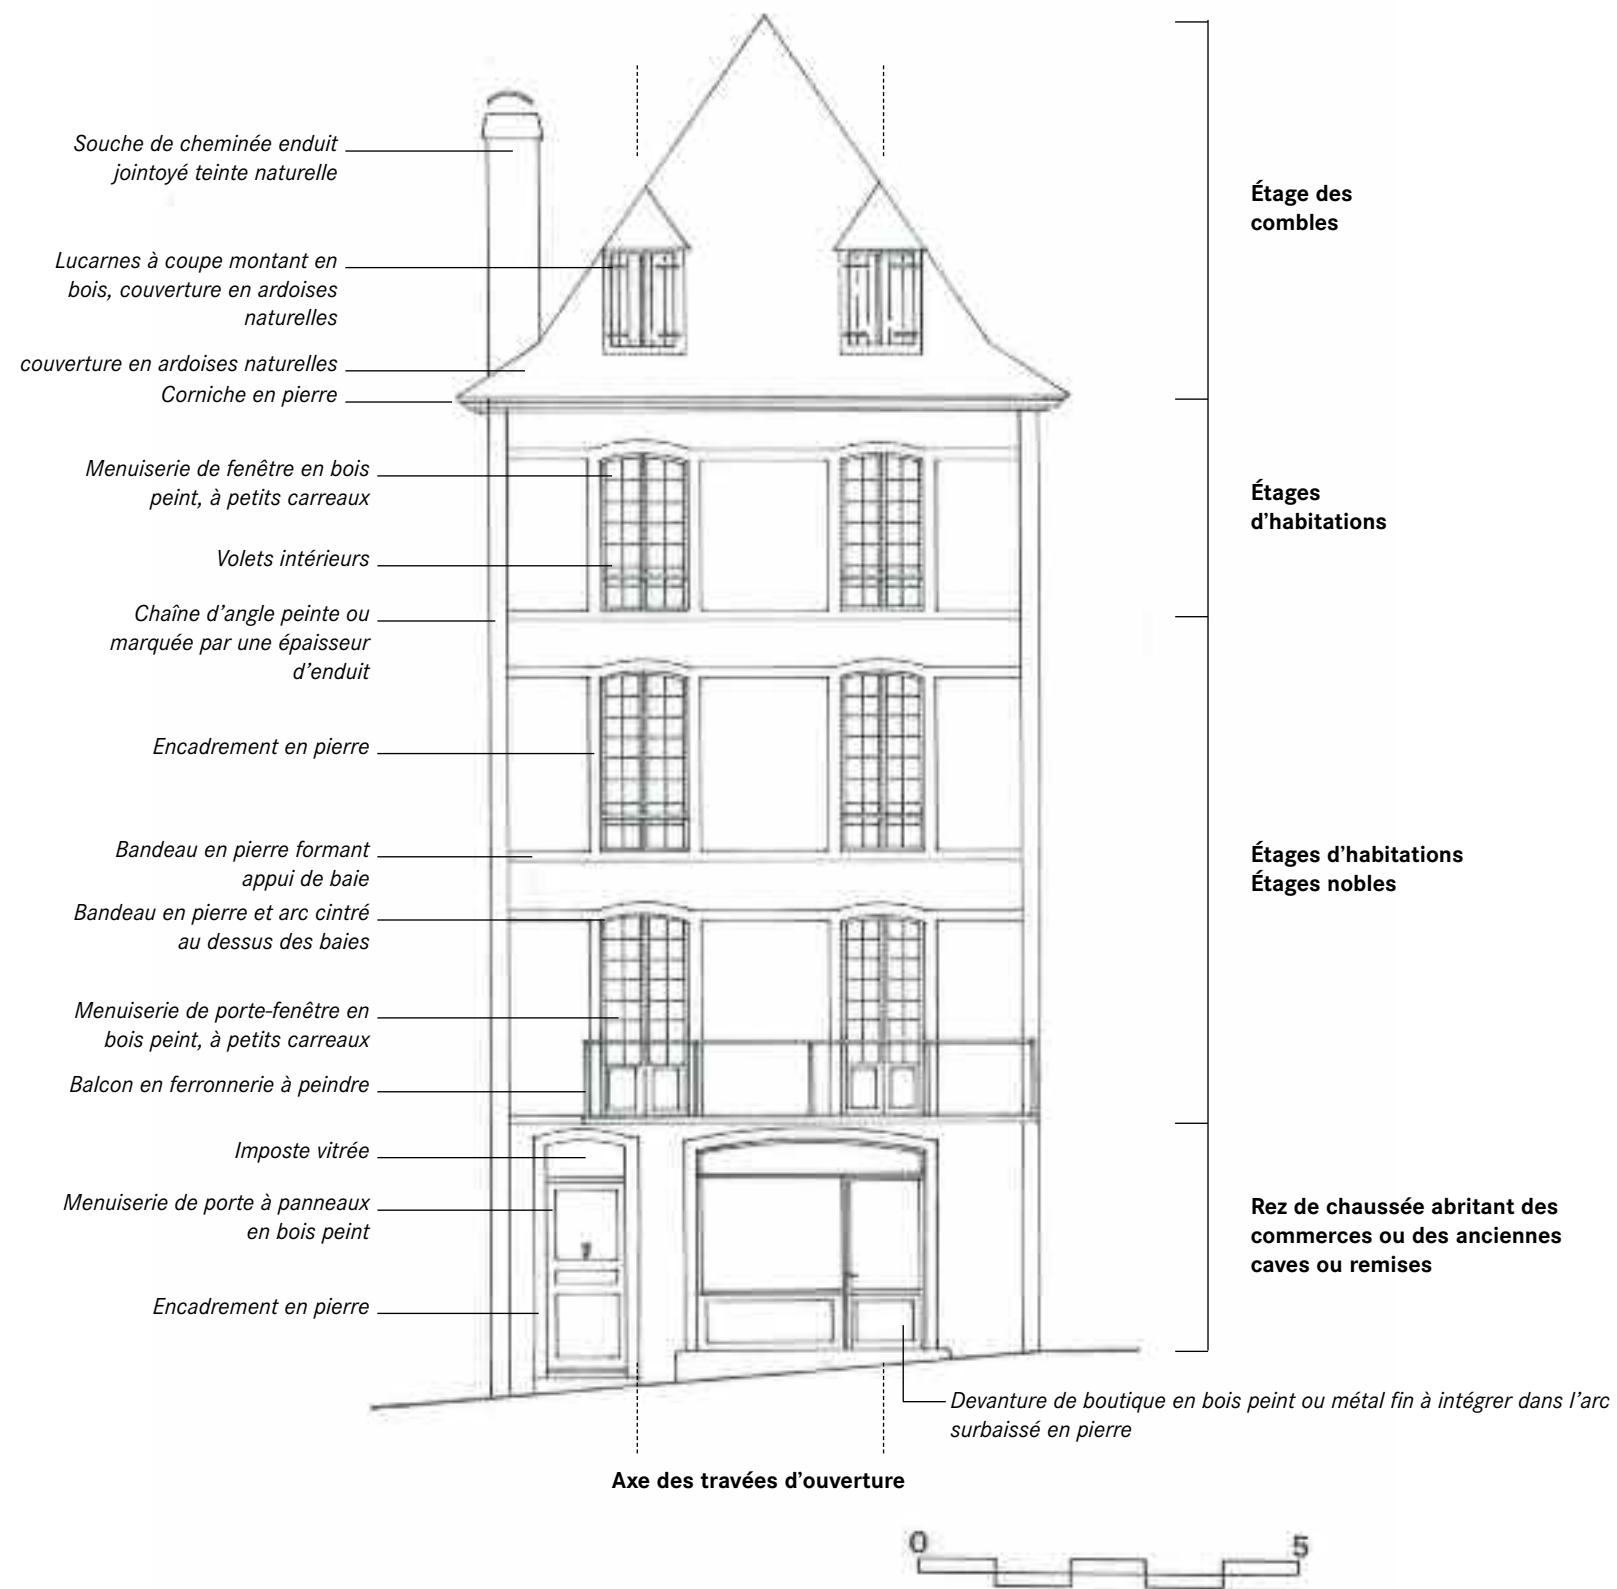 Souche de cheminée enduit
jointoyé teinte naturelle
Lucarnes à coupe montant en
bois, couverture en ardoises
naturelles
couverture en ardoises naturelles
Corniche en pierre
Menuiserie de fenêtre en bois
peint, à petits carreaux
Volets intérieurs
Chaîne d'angle peinte ou
marquée par une épaisseur
d'enduit
Encadrement en pierre
Bandeau en pierre formant
appui de baie
Bandeau en pierre et arc cintré
au dessus des baies
Menuiserie de porte-fenêtre en
bois peint, à petits carreaux
Balcon en ferronnerie à peindre
Imposte vitrée
Menuiserie de porte à panneaux
en bois peint
Encadrement en pierre
Étage des
combles
Étages
d'habitations
Étages d'habitations
Étages nobles
Rez de chaussée abritant des
commerces ou des anciennes
caves ou remises
Devanture de boutique en bois peint ou métal fin à intégrer dans l'arc
surbaissé en pierre
Axe des travées d'ouverture
0 5